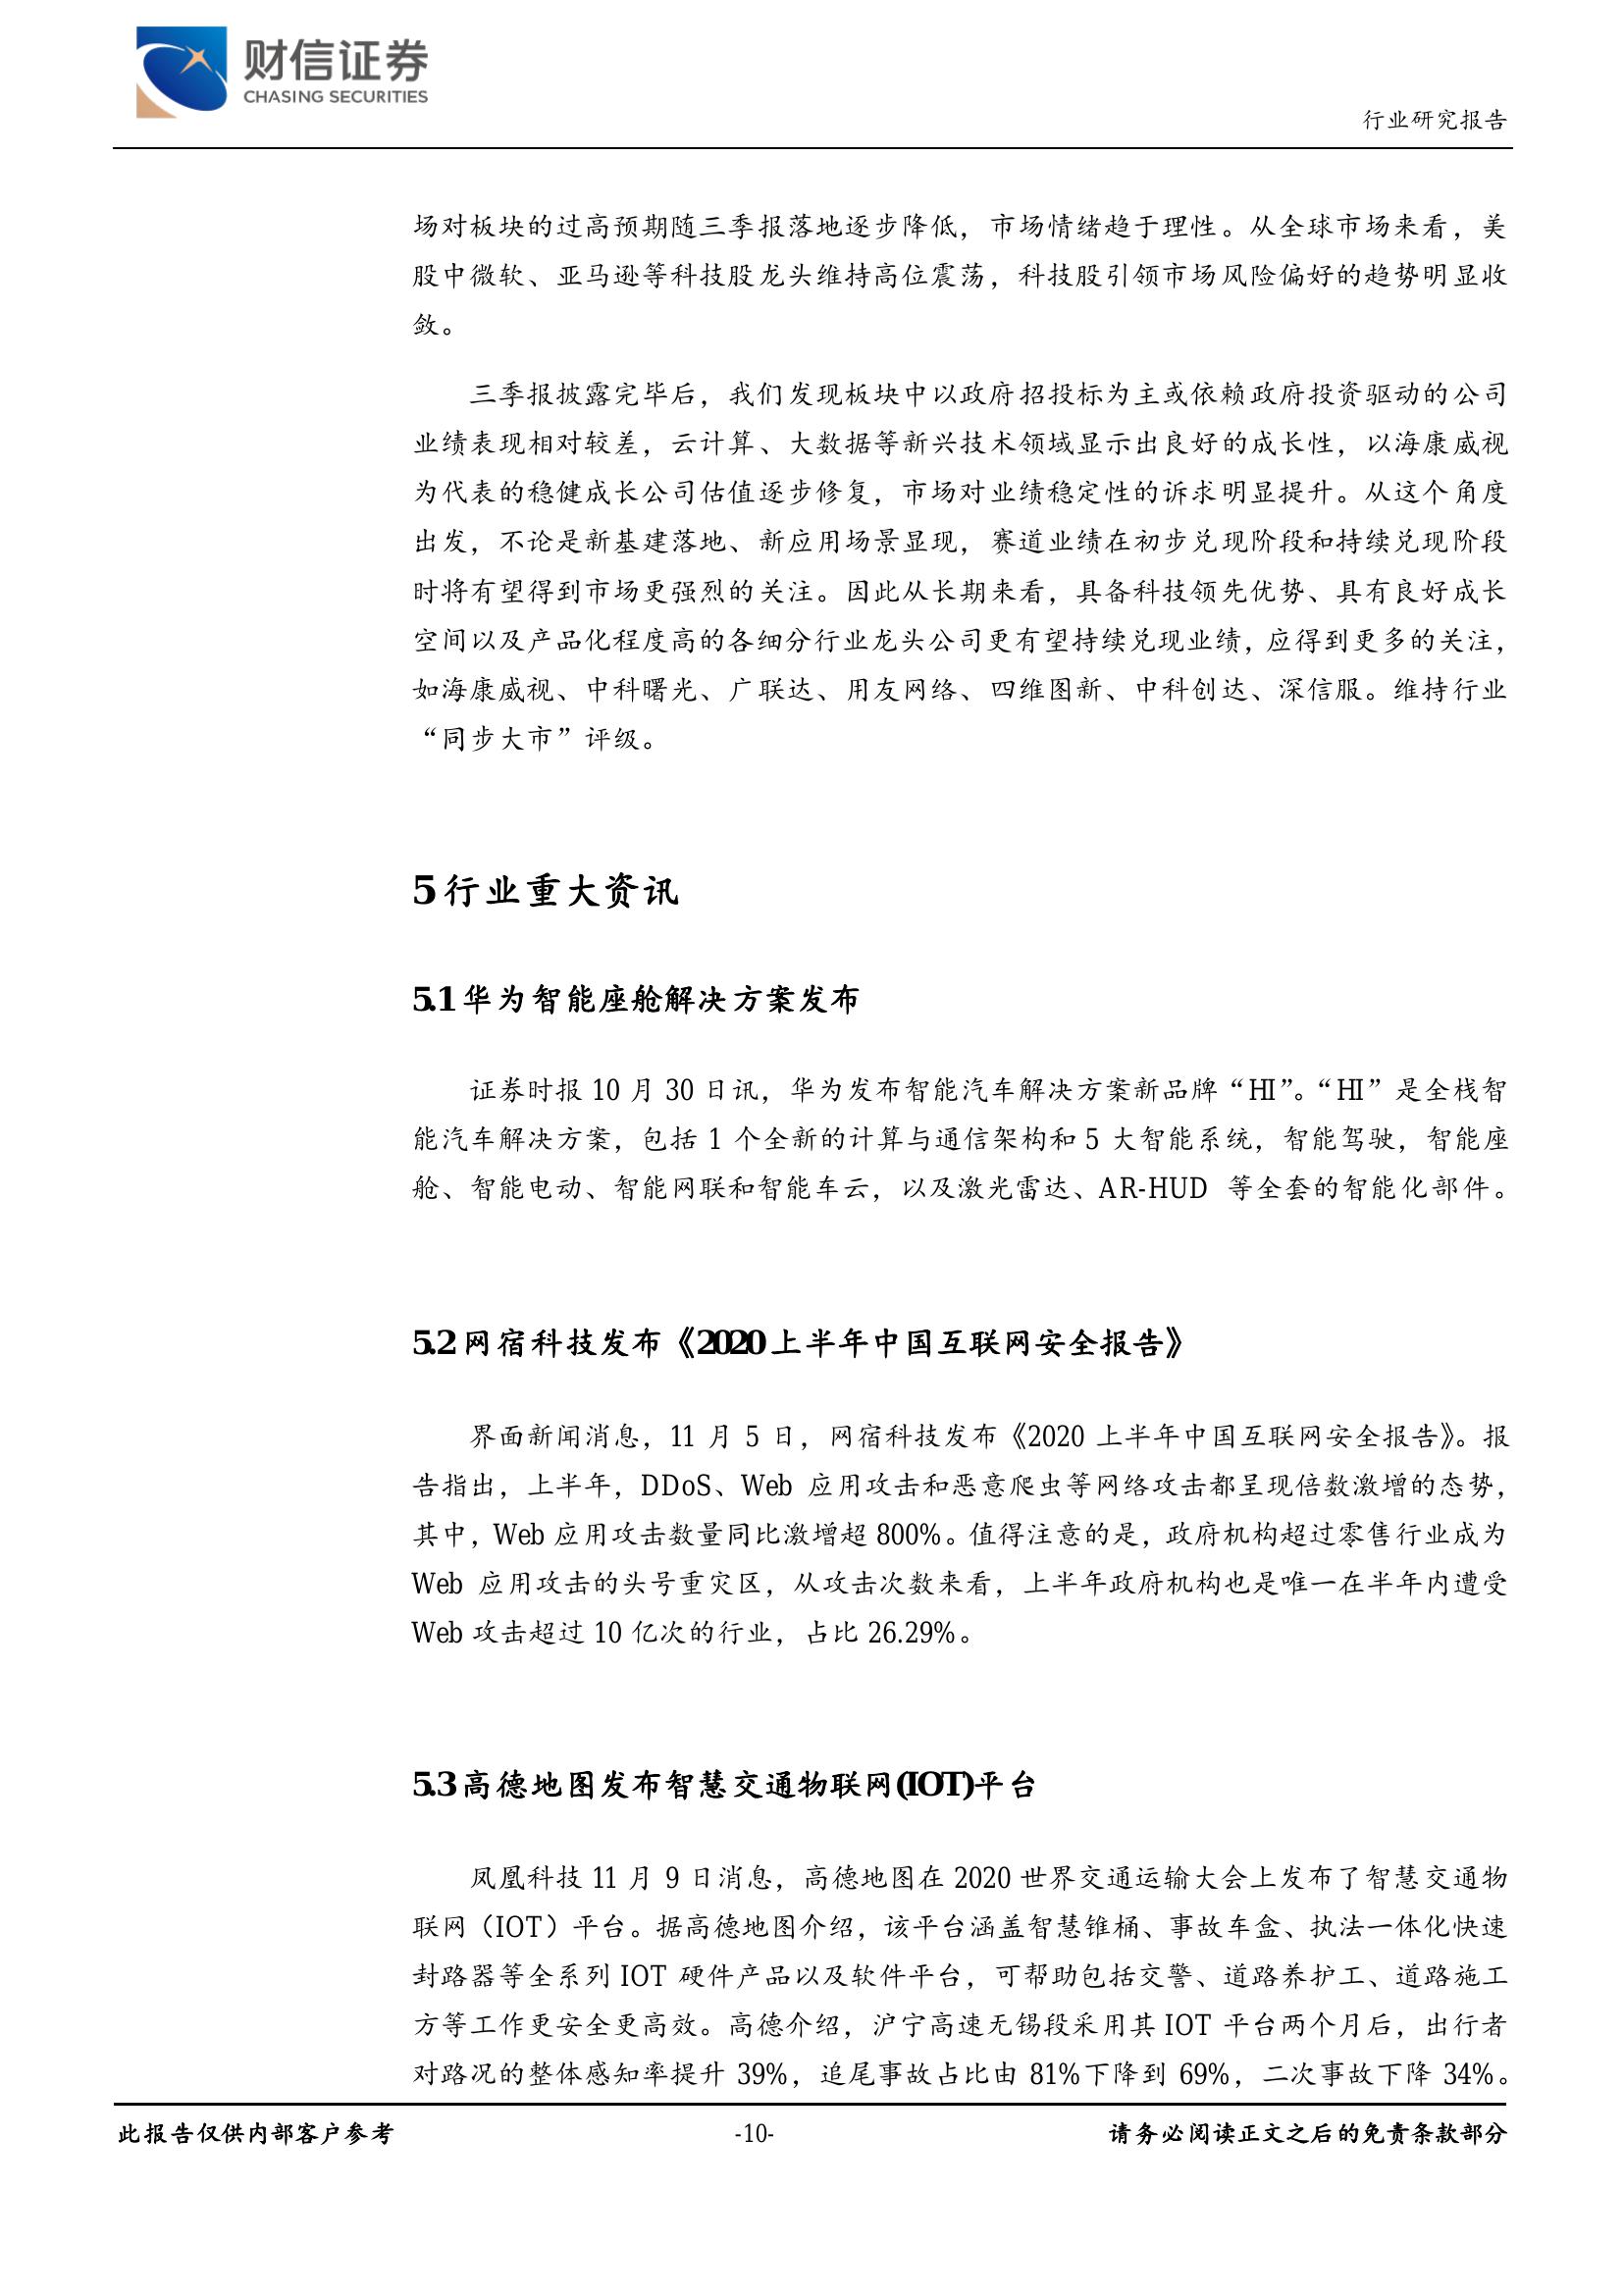 财信证券
CHASING SECURITIES
行业研究报告
场对板块的过高预期随三季报落地逐步降低，市场情绪趋于理性。从全球市场来看，美
股中微软、亚马逊等科技股龙头维持高位震荡，科技股引领市场风险偏好的趋势明显收
敛。
三季报披露完毕后，我们发现板块中以政府招投标为主或依赖政府投资驱动的公司
业绩表现相对较差，云计算、大数据等新兴技术领域显示出良好的成长性，以海康威视
为代表的稳健成长公司估值逐步修复，市场对业绩稳定性的诉求明显提升。从这个角度
出发，不论是新基建落地、新应用场景显现，赛道业绩在初步兑现阶段和持续兑现阶段
时将有望得到市场更强烈的关注。因此从长期来看，具备科技领先优势、具有良好成长
空间以及产品化程度高的各细分行业龙头公司更有望持续兑现业绩，应得到更多的关注，
如海康威视、中科曙光、广联达、用友网络、四维图新、中科创达、深信服。维持行业
“同步大市”评级。
5 行业重大资讯
5.1 华为智能座舱解决方案发布
证券时报 10 月 30 日讯，华为发布智能汽车解决方案新品牌“HI”。“HI”是全栈智
能汽车解决方案，包括 1 个全新的计算与通信架构和 5 大智能系统，智能驾驶，智能座
舱、智能电动、智能网联和智能车云，以及激光雷达、AR-HUD 等全套的智能化部件。
5.2 网宿科技发布《2020 上半年中国互联网安全报告》
界面新闻消息，11 月 5 日，网宿科技发布《2020 上半年中国互联网安全报告》。报
告指出，上半年，DDoS、Web 应用攻击和恶意爬虫等网络攻击都呈现倍数激增的态势，
其中，Web 应用攻击数量同比激增超 800%。值得注意的是，政府机构超过零售行业成为
Web 应用攻击的头号重灾区，从攻击次数来看，上半年政府机构也是唯一在半年内遭受
Web 攻击超过 10 亿次的行业，占比 26.29%。
5.3 高德地图发布智慧交通物联网(IOT)平台
凤凰科技 11 月 9 日消息，高德地图在 2020 世界交通运输大会上发布了智慧交通物
联网（IOT）平台。据高德地图介绍，该平台涵盖智慧锥桶、事故车盒、执法一体化快速
封路器等全系列 IOT 硬件产品以及软件平台，可帮助包括交警、道路养护工、道路施工
方等工作更安全更高效。高德介绍，沪宁高速无锡段采用其 IOT 平台两个月后，出行者
对路况的整体感知率提升 39%，追尾事故占比由 81%下降到 69%，二次事故下降 34%。
此报告仅供内部客户参考
-10-
请务必阅读正文之后的免责条款部分